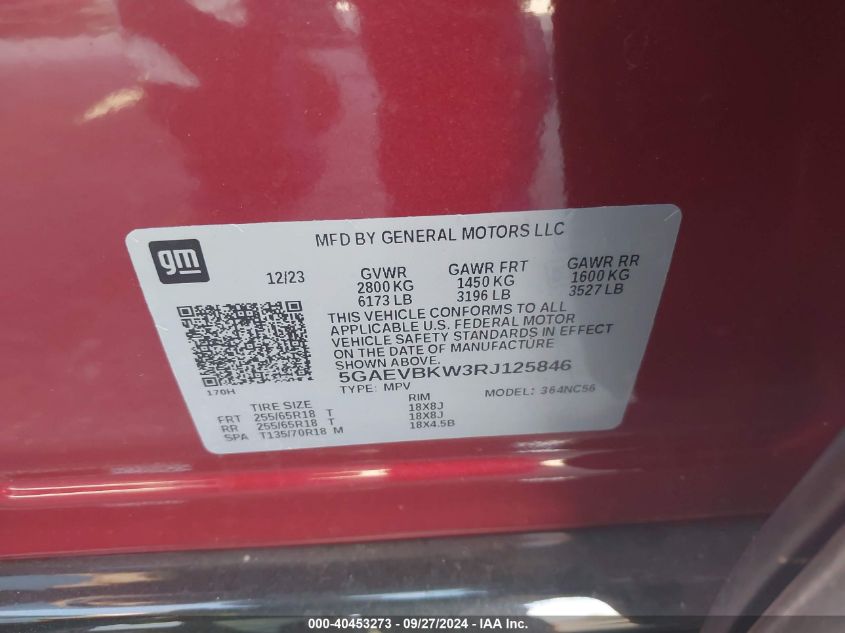 gm
MFD BY GENERAL MOTORS LLC
12/23
GVWR GAWR FRT GAWR RR
2800 KG 1450 KG 1600 KG
6173 LB 3196 LB 3527 LB
THIS VEHICLE CONFORMS TO ALL
APPLICABLE U.S. FEDERAL MOTOR
VEHICLE SAFETY STANDARDS IN EFFECT
ON THE DATE OF MANUFACTURE
SHOWN ABOVE.
170H
5GAEVBKW3RJ125846
TYPE: MPV MODEL: 364NC56
TIRE SIZE RIM
FRT 255/65R18 T 18X8J
RR 255/65R18 T 18X8J
SPA T135/70R18 M 18X4.5B
000-40453273 - 09/27/2024 - © Copyright 2024, IAA, Inc.